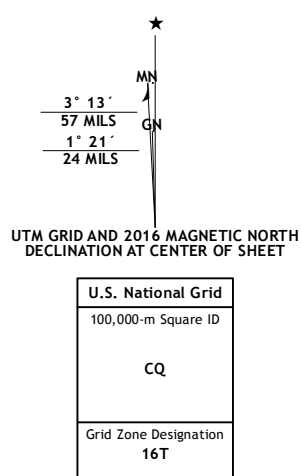 ★
MN
3° 13´
57 MILS
GN
1° 21´
24 MILS
UTM GRID AND 2016 MAGNETIC NORTH
DECLINATION AT CENTER OF SHEET
U.S. National Grid
100,000-m Square ID
CQ
Grid Zone Designation
16T